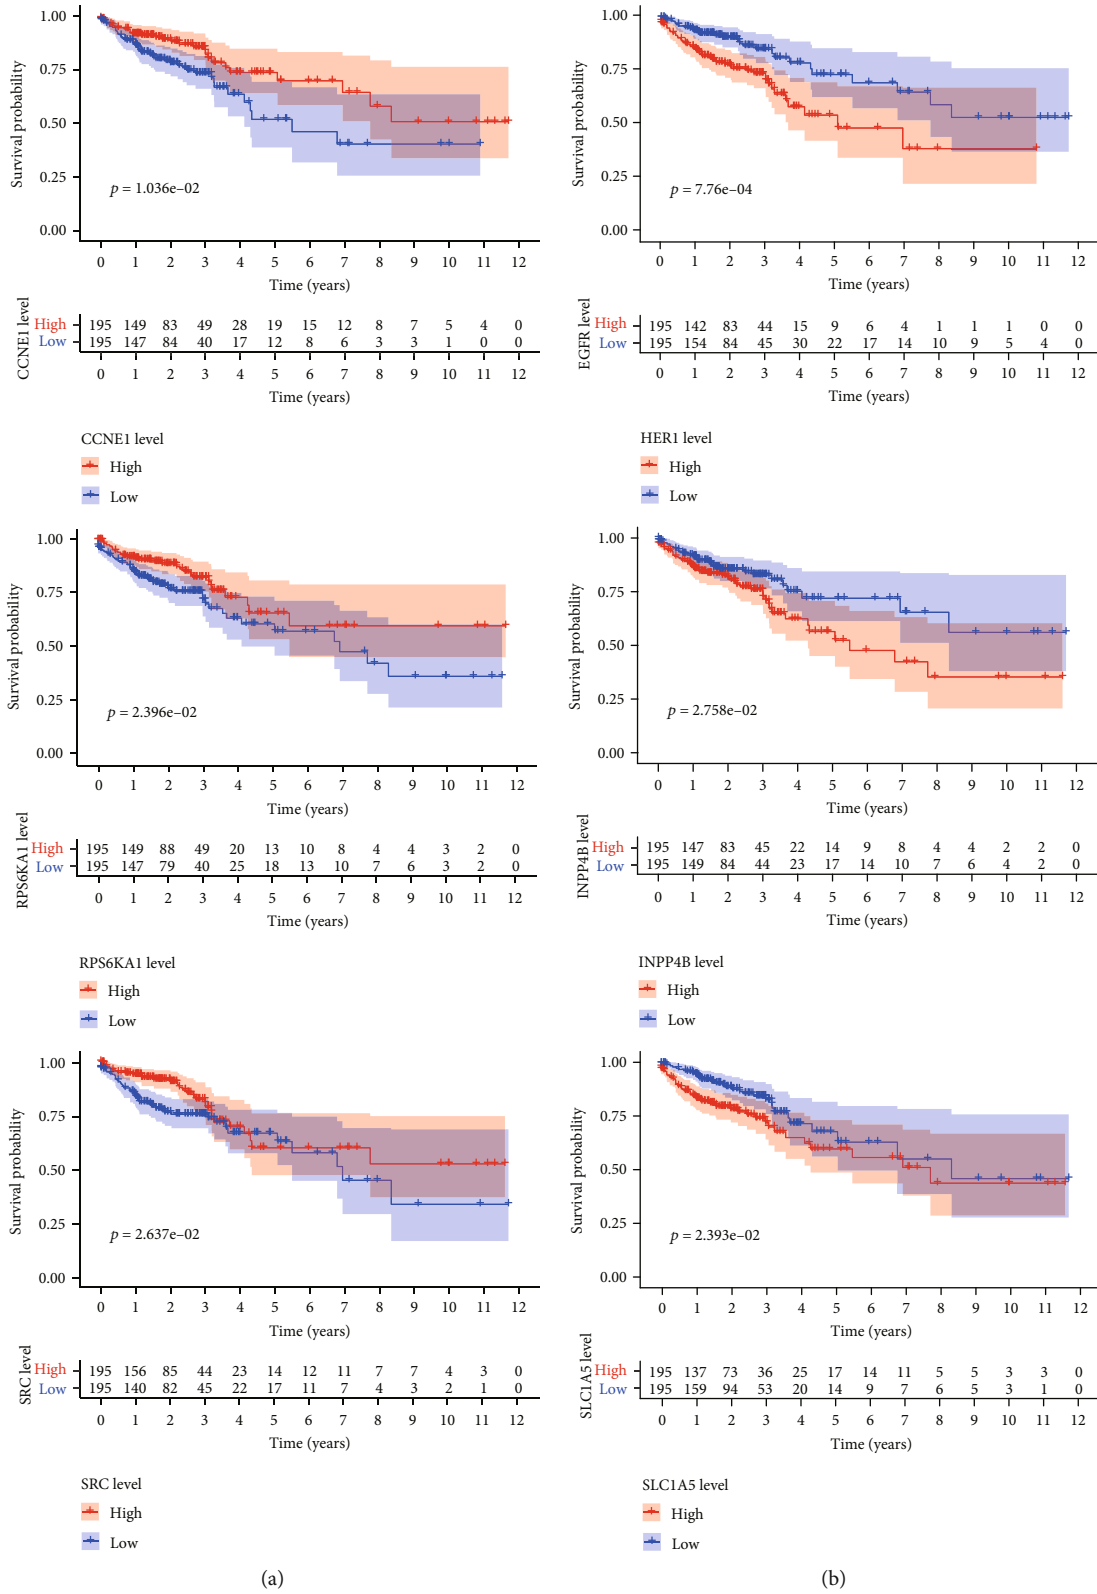 1.00
0.75
0.50
0.25
0.00
Survival probability
p = 1.036e–02
0 1 2 3 4 5 6 7 8 9 10 11 12
Time (years)
CCNE1 level
High 195 149 83 49 28 19 15 12 8 7 5 4 0
Low 195 147 84 40 17 12 8 6 3 3 1 0 0
0 1 2 3 4 5 6 7 8 9 10 11 12
Time (years)
CCNE1 level
High
Low
1.00
0.75
0.50
0.25
0.00
Survival probability
p = 7.76e–04
0 1 2 3 4 5 6 7 8 9 10 11 12
Time (years)
EGFR level
High 195 142 83 44 15 9 6 4 1 1 1 0 0
Low 195 154 84 45 30 22 17 14 10 9 5 4 0
0 1 2 3 4 5 6 7 8 9 10 11 12
Time (years)
HER1 level
High
Low
1.00
0.75
0.50
0.25
0.00
Survival probability
p = 2.396e–02
0 1 2 3 4 5 6 7 8 9 10 11 12
Time (years)
RPS6KA1 level
High 195 149 88 49 20 13 10 8 4 4 3 2 0
Low 195 147 79 40 25 18 13 10 7 6 3 2 0
0 1 2 3 4 5 6 7 8 9 10 11 12
Time (years)
RPS6KA1 level
High
Low
1.00
0.75
0.50
0.25
0.00
Survival probability
p = 2.758e–02
0 1 2 3 4 5 6 7 8 9 10 11 12
Time (years)
INPP4B level
High 195 147 83 45 22 14 9 8 4 4 2 2 0
Low 195 149 84 44 23 17 14 10 7 6 4 2 0
0 1 2 3 4 5 6 7 8 9 10 11 12
Time (years)
INPP4B level
High
Low
1.00
0.75
0.50
0.25
0.00
Survival probability
p = 2.637e–02
0 1 2 3 4 5 6 7 8 9 10 11 12
Time (years)
SRC level
High 195 156 85 44 23 14 12 11 7 7 4 3 0
Low 195 140 82 45 22 17 11 7 4 3 2 1 0
0 1 2 3 4 5 6 7 8 9 10 11 12
Time (years)
SRC level
High
Low
(a)
1.00
0.75
0.50
0.25
0.00
Survival probability
p = 2.393e–02
0 1 2 3 4 5 6 7 8 9 10 11 12
Time (years)
SLC1A5 level
High 195 137 73 36 25 17 14 11 5 5 3 3 0
Low 195 159 94 53 20 14 9 7 6 5 3 1 0
0 1 2 3 4 5 6 7 8 9 10 11 12
Time (years)
SLC1A5 level
High
Low
(b)